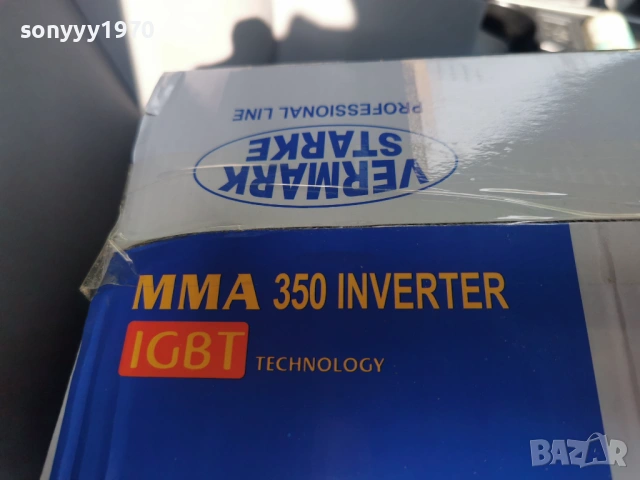 sonyyy1970
VERMARK
STARKE
PROFESSIONAL LINE
MMA 350 INVERTER
IGBT TECHNOLOGY
BAZAR